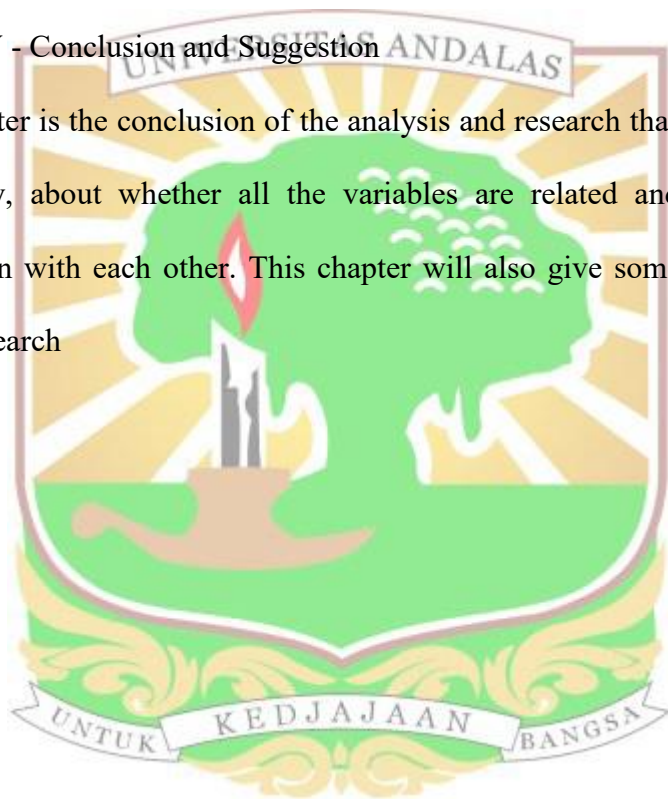 - Conclusion and Suggestion
UNIVERSITAS ANDALAS
ter is the conclusion of the analysis and research tha
, about whether all the variables are related and
n with each other. This chapter will also give som
earch
UNTUK KEDJAJAAN BANGSA